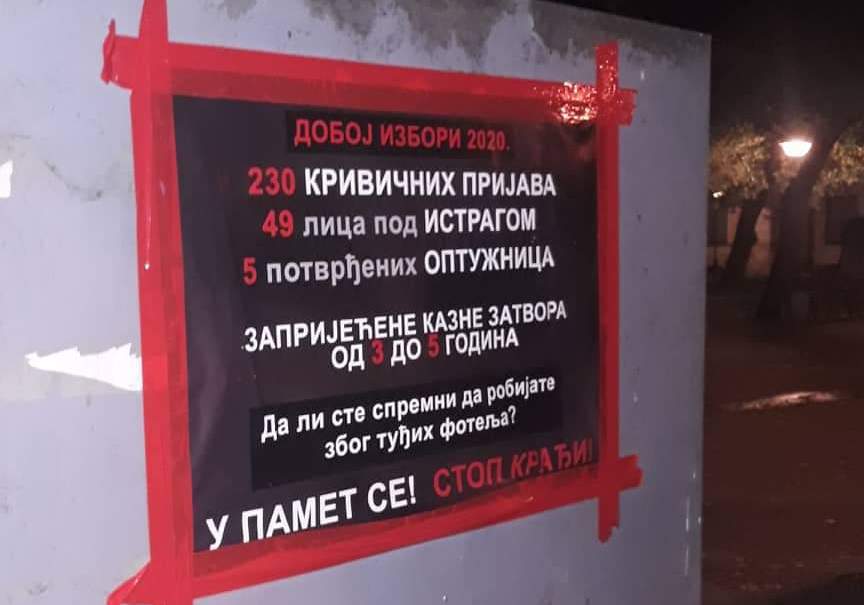 ДОБОЈ ИЗБОРИ 2020.
230 КРИВИЧНИХ ПРИЈАВА
49 лица под ИСТРАГОМ
5 потврђених ОПТУЖНИЦА
ЗАПРИЈЕЋЕНЕ КАЗНЕ ЗАТВОРА
ОД 3 ДО 5 ГОДИНА
Да ли сте спремни да робијате
због туђих фотеља?
У ПАМЕТ СЕ! СТОП КРАЂИ!